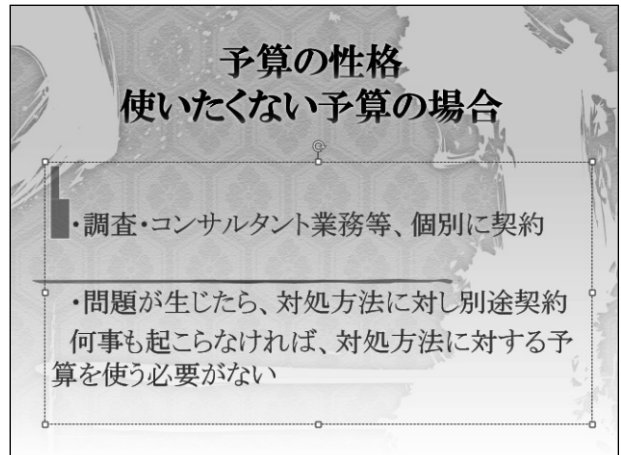 予算の性格
使いたくない予算の場合
・調査・コンサルタント業務等、個別に契約
・問題が生じたら、対処方法に対し別途契約
何事も起こらなければ、対処方法に対する予
算を使う必要がない